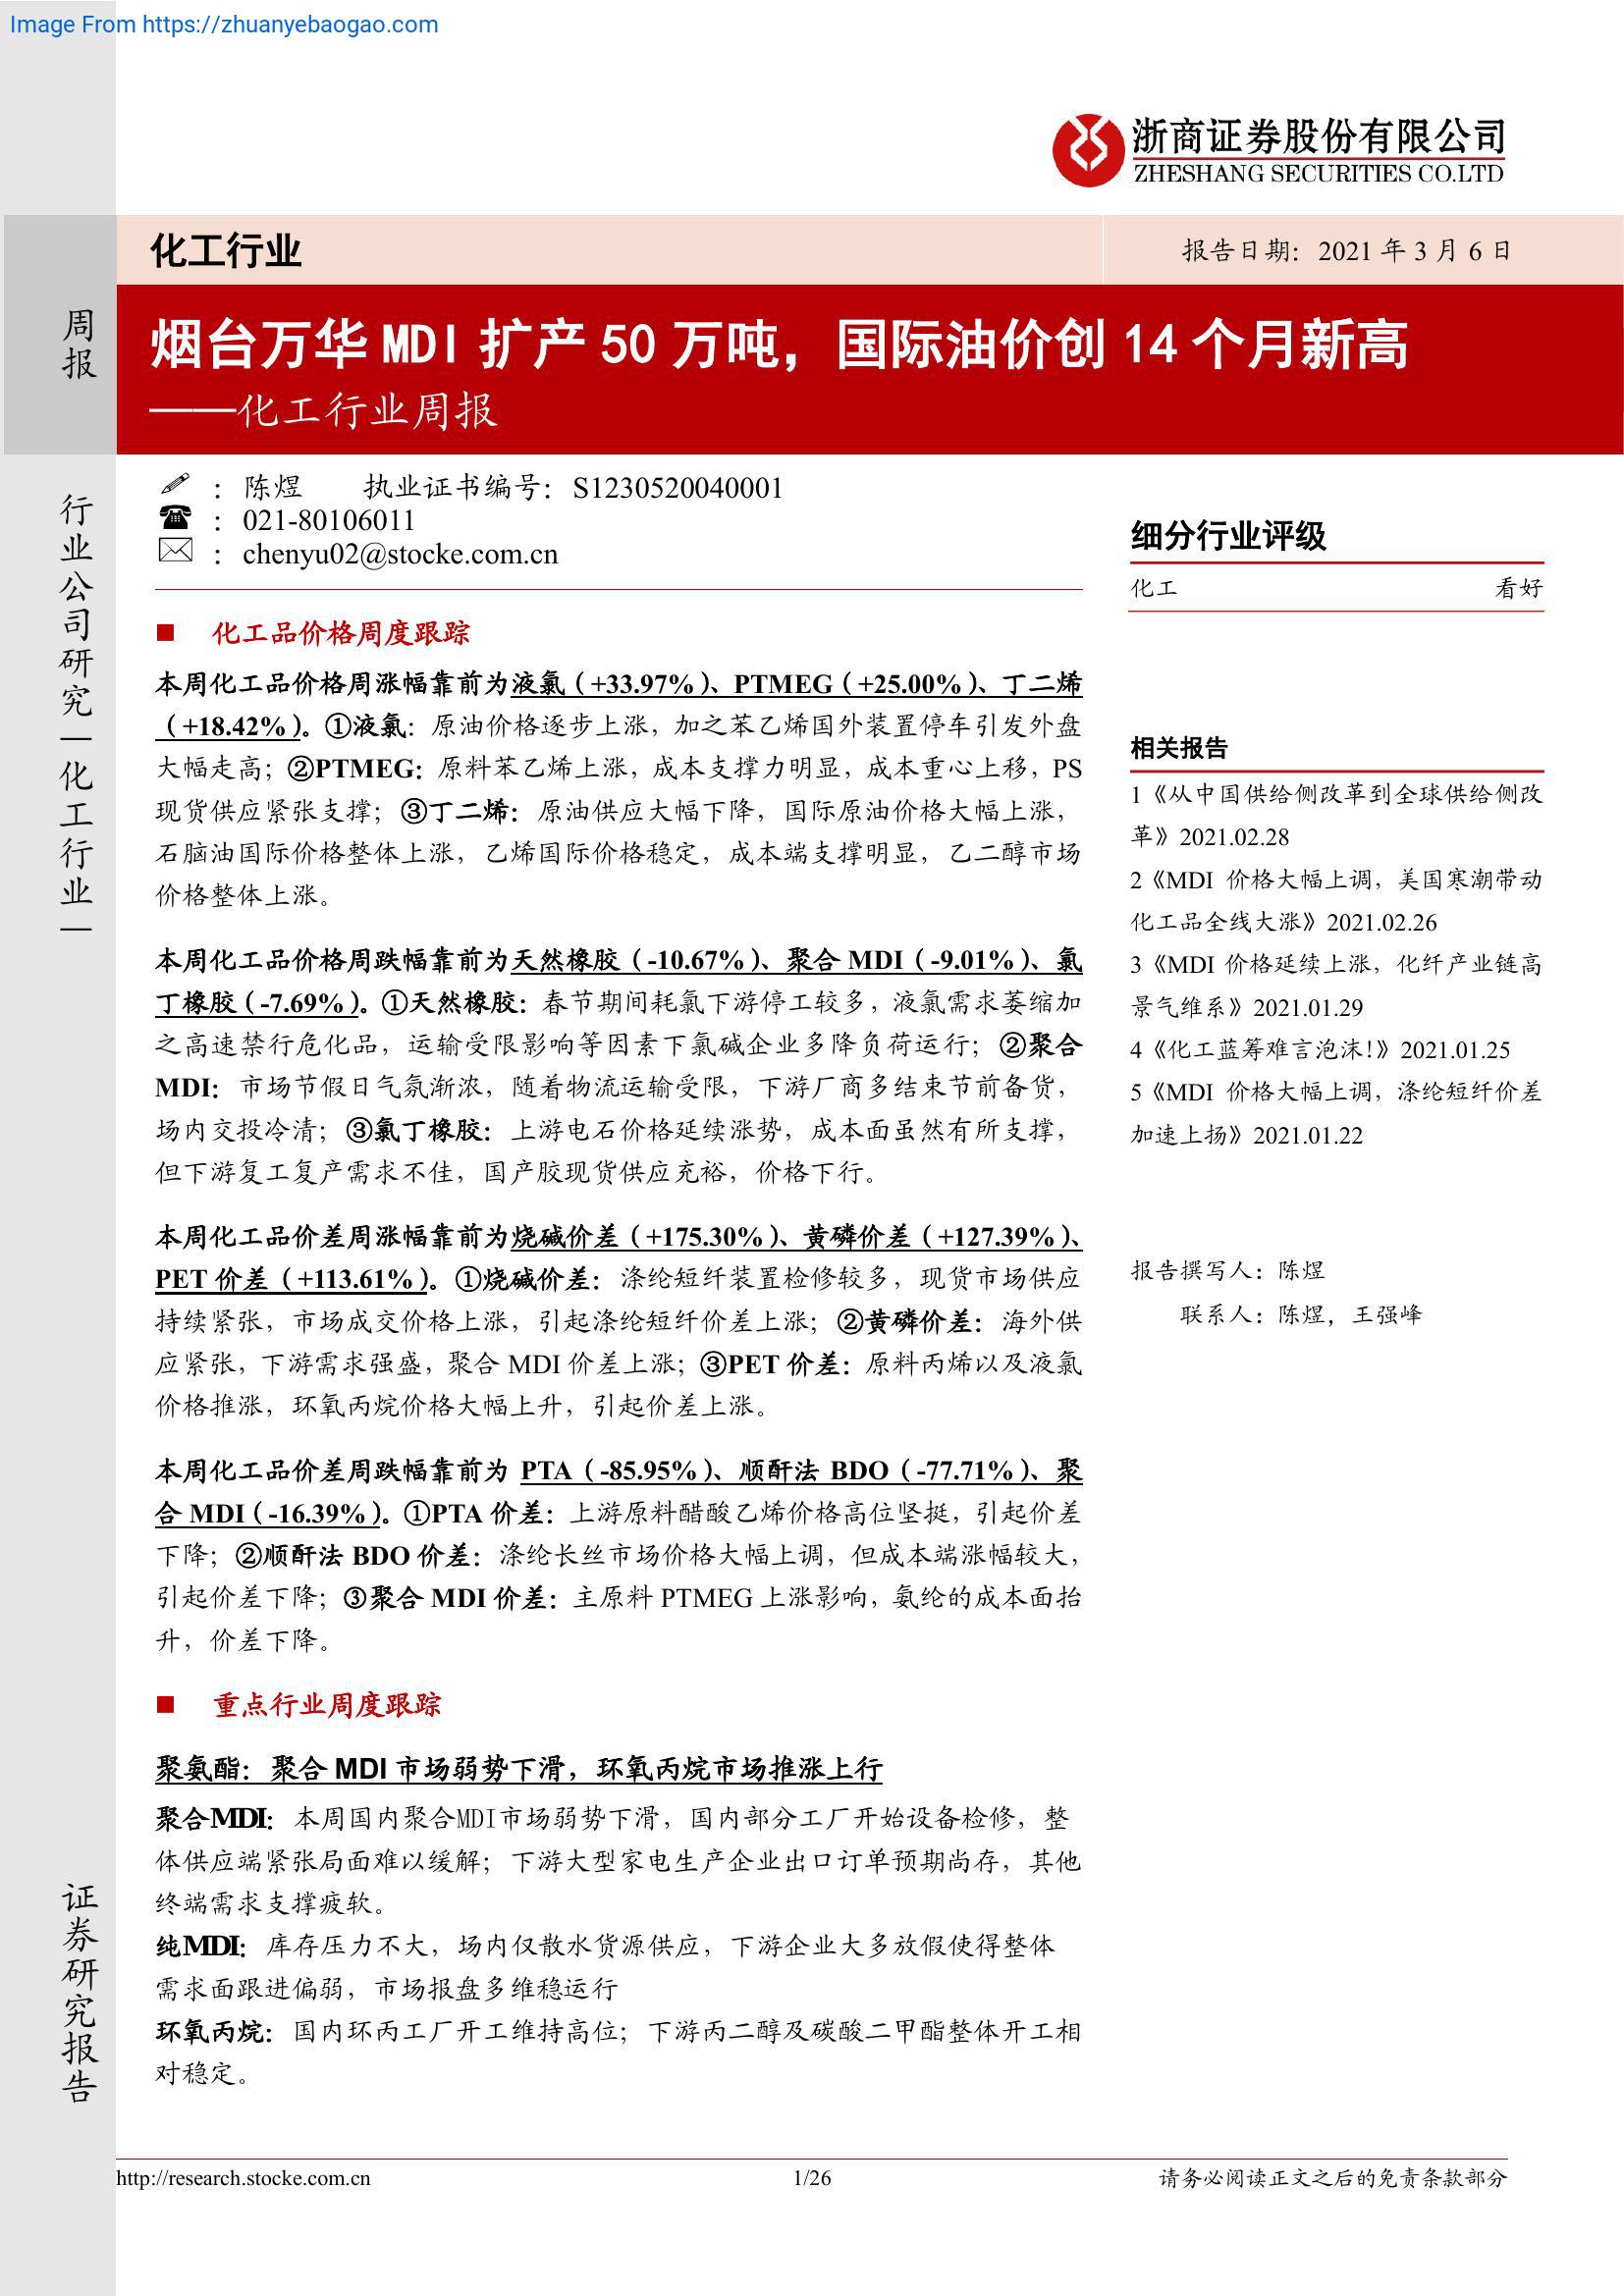 Image From https://zhuanyebaogao.com
浙商证券股份有限公司
ZHESHANG SECURITIES CO.LTD
化工行业
报告日期：2021 年 3 月 6 日
周报
烟台万华 MDI 扩产 50 万吨，国际油价创 14 个月新高
——化工行业周报
行业公司研究—化工行业—
证券研究报告
： 陈煜 执业证书编号：S1230520040001
： 021-80106011
： chenyu02@stocke.com.cn
■ 化工品价格周度跟踪
本周化工品价格周涨幅靠前为液氯（+33.97%）、PTMEG（+25.00%）、丁二烯
（+18.42%）。①液氯：原油价格逐步上涨，加之苯乙烯国外装置停车引发外盘
大幅走高；②PTMEG：原料苯乙烯上涨，成本支撑力明显，成本重心上移，PS
现货供应紧张支撑；③丁二烯：原油供应大幅下降，国际原油价格大幅上涨，
石脑油国际价格整体上涨，乙烯国际价格稳定，成本端支撑明显，乙二醇市场
价格整体上涨。
本周化工品价格周跌幅靠前为天然橡胶（-10.67%）、聚合 MDI（-9.01%）、氯
丁橡胶（-7.69%）。①天然橡胶：春节期间耗氯下游停工较多，液氯需求萎缩加
之高速禁行危化品，运输受限影响等因素下氯碱企业多降负荷运行；②聚合
MDI：市场节假日气氛渐浓，随着物流运输受限，下游厂商多结束节前备货，
场内交投冷清；③氯丁橡胶：上游电石价格延续涨势，成本面虽然有所支撑，
但下游复工复产需求不佳，国产胶现货供应充裕，价格下行。
本周化工品价差周涨幅靠前为烧碱价差（+175.30%）、黄磷价差（+127.39%）、
PET 价差（+113.61%）。①烧碱价差：涤纶短纤装置检修较多，现货市场供应
持续紧张，市场成交价格上涨，引起涤纶短纤价差上涨；②黄磷价差：海外供
应紧张，下游需求强盛，聚合 MDI 价差上涨；③PET 价差：原料丙烯以及液氯
价格推涨，环氧丙烷价格大幅上升，引起价差上涨。
本周化工品价差周跌幅靠前为 PTA（-85.95%）、顺酐法 BDO（-77.71%）、聚
合 MDI（-16.39%）。①PTA 价差：上游原料醋酸乙烯价格高位坚挺，引起价差
下降；②顺酐法 BDO 价差：涤纶长丝市场价格大幅上调，但成本端涨幅较大，
引起价差下降；③聚合 MDI 价差：主原料 PTMEG 上涨影响，氨纶的成本面抬
升，价差下降。
■ 重点行业周度跟踪
聚氨酯：聚合 MDI 市场弱势下滑，环氧丙烷市场推涨上行
聚合MDI：本周国内聚合MDI市场弱势下滑，国内部分工厂开始设备检修，整
体供应端紧张局面难以缓解；下游大型家电生产企业出口订单预期尚存，其他
终端需求支撑疲软。
纯MDI：库存压力不大，场内仅散水货源供应，下游企业大多放假使得整体
需求面跟进偏弱，市场报盘多维稳运行
环氧丙烷：国内环丙工厂开工维持高位；下游丙二醇及碳酸二甲酯整体开工相
对稳定。
细分行业评级
化工 看好
相关报告
1《从中国供给侧改革到全球供给侧改
革》2021.02.28
2《MDI 价格大幅上调，美国寒潮带动
化工品全线大涨》2021.02.26
3《MDI 价格延续上涨，化纤产业链高
景气维系》2021.01.29
4《化工蓝筹难言泡沫!》2021.01.25
5《MDI 价格大幅上调，涤纶短纤价差
加速上扬》2021.01.22
报告撰写人：陈煜
联系人：陈煜，王强峰
http://research.stocke.com.cn
1/26
请务必阅读正文之后的免责条款部分